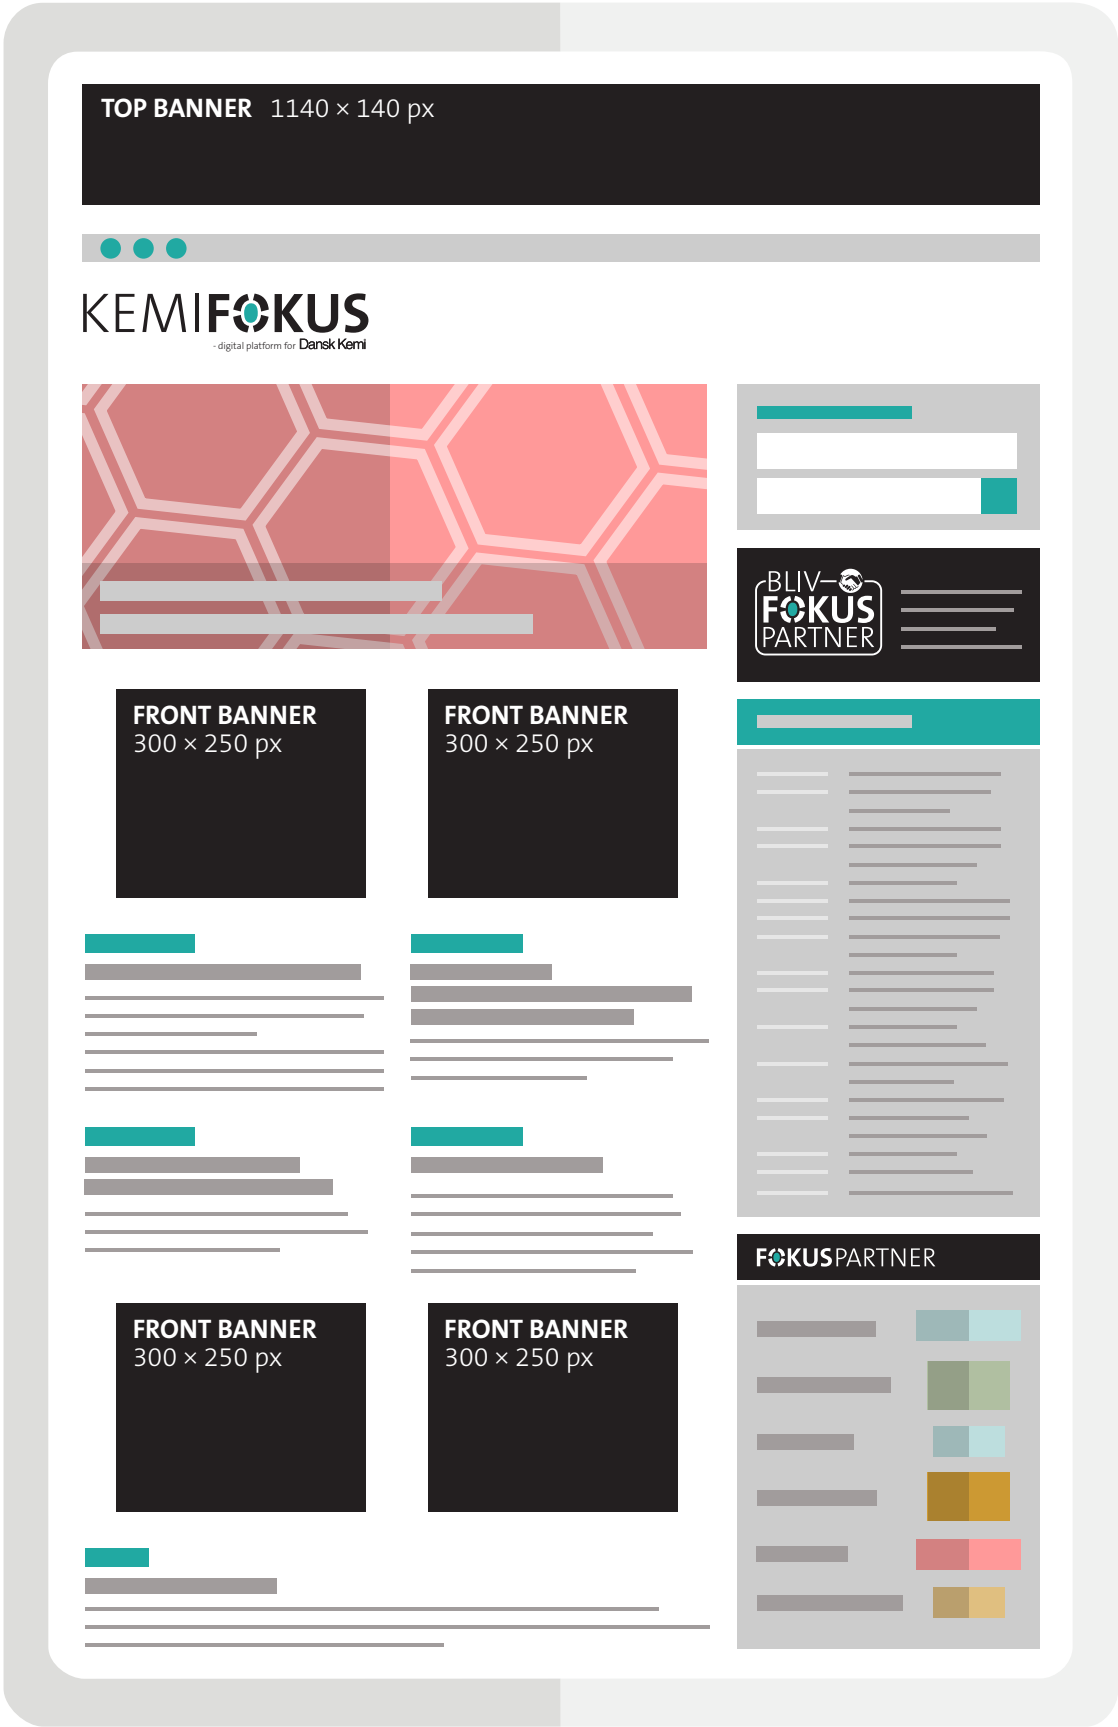 TOP BANNER 1140 × 140 px
KEMIFOKUS
- digital platform for Dansk Kemi
BLIV
FOKUS
PARTNER
FRONT BANNER
300 × 250 px
FRONT BANNER
300 × 250 px
FOKUSPARTNER
FRONT BANNER
300 × 250 px
FRONT BANNER
300 × 250 px